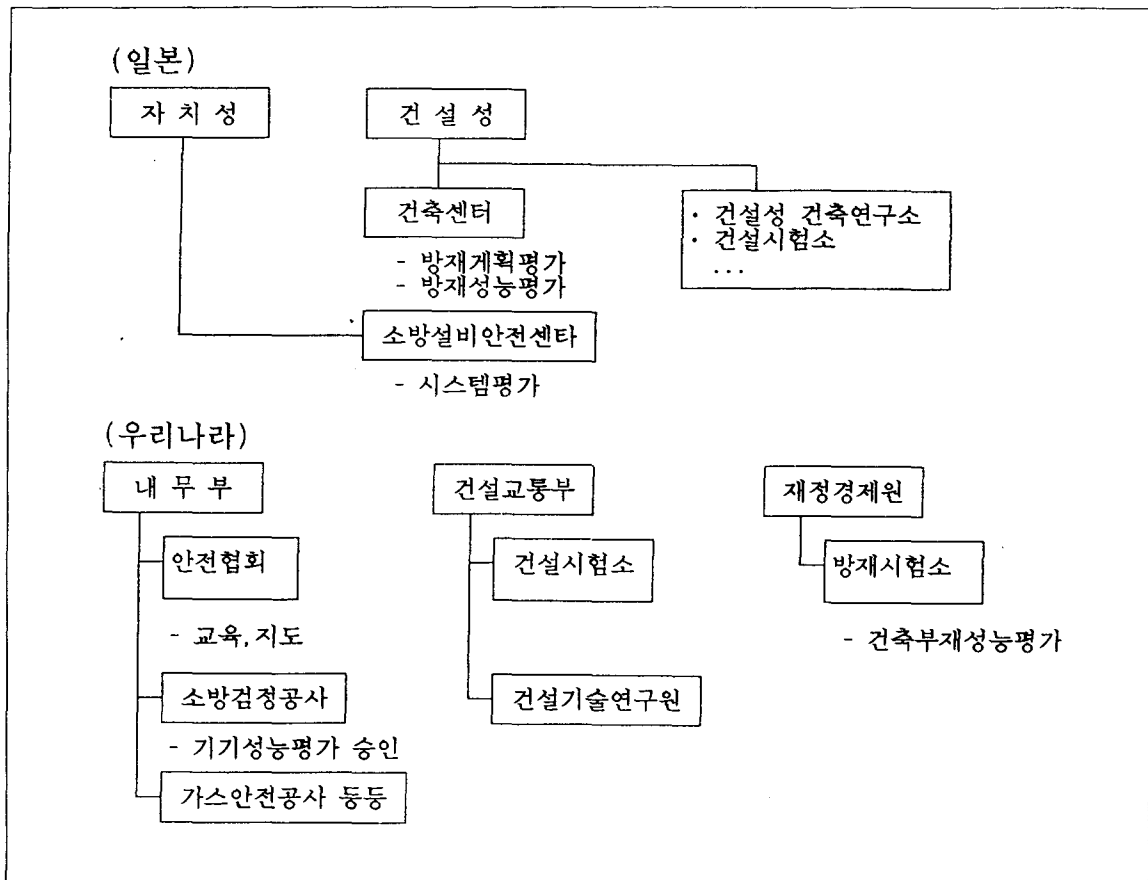 (일본)
자 치 성
건 설 성
건축센터
· 건설성 건축연구소
· 건설시험소
...
- 방재게획평가
- 방재성능평가
소방설비안전센타
- 시스템평가
(우리나라)
내 무 부
건설교통부
재정경제원
안전협회
건설시험소
방재시험소
- 교육,지도
- 건축부재성능평가
소방검정공사
건설기술연구원
- 기기성능평가 승인
가스안전공사 등등